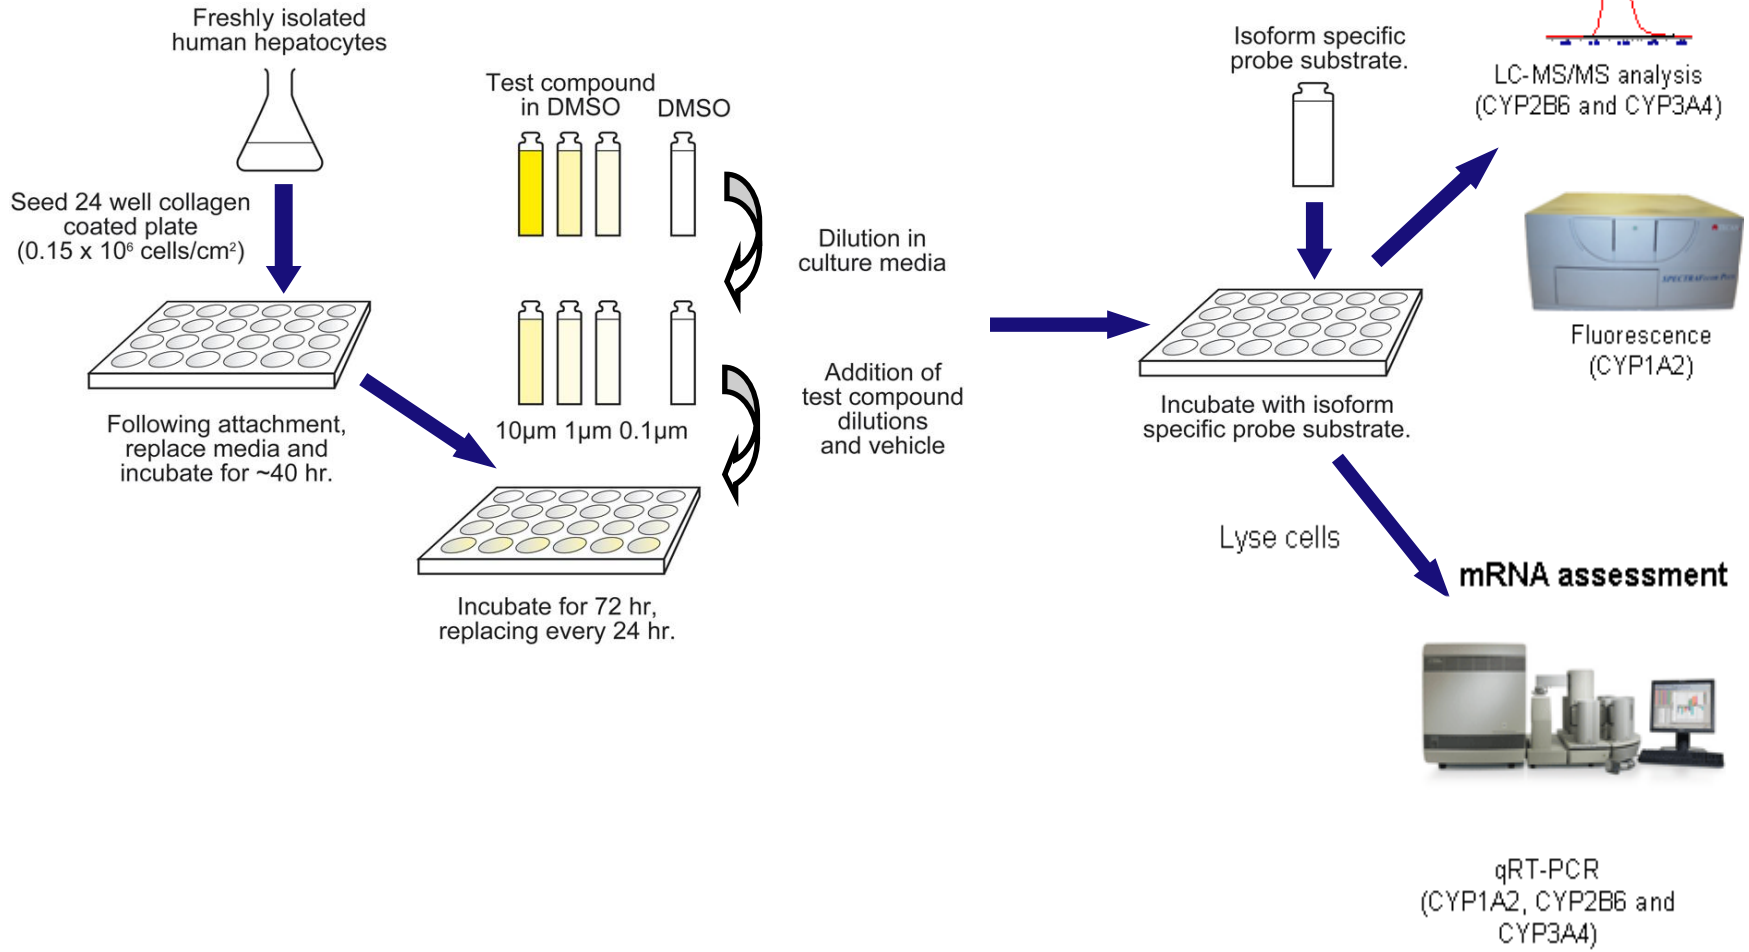 Freshly isolated
human hepatocytes
Seed 24 well collagen
coated plate
(0.15 x 10⁶ cells/cm²)
Following attachment,
replace media and
incubate for ~40 hr.
Test compound
in DMSO
DMSO
Dilution in
culture media
10µm 1µm 0.1µm
Addition of
test compound
dilutions
and vehicle
Incubate for 72 hr,
replacing every 24 hr.
Isoform specific
probe substrate.
Incubate with isoform
specific probe substrate.
LC-MS/MS analysis
(CYP2B6 and CYP3A4)
Fluorescence
(CYP1A2)
Lyse cells
mRNA assessment
qRT-PCR
(CYP1A2, CYP2B6 and
CYP3A4)